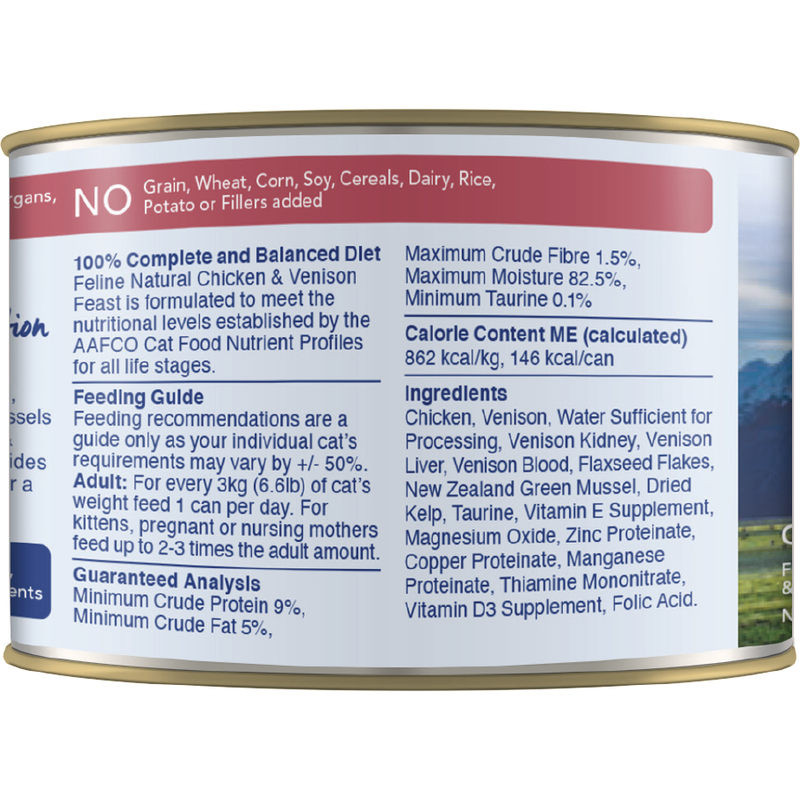 NO
Grain, Wheat, Corn, Soy, Cereals, Dairy, Rice,
Potato or Fillers added
100% Complete and Balanced Diet
Feline Natural Chicken & Venison
Feast is formulated to meet the
nutritional levels established by the
AAFCO Cat Food Nutrient Profiles
for all life stages.
Feeding Guide
Feeding recommendations are a
guide only as your individual cat's
requirements may vary by +/- 50%.
Adult: For every 3kg (6.6lb) of cat's
weight feed 1 can per day. For
kittens, pregnant or nursing mothers
feed up to 2-3 times the adult amount.
Guaranteed Analysis
Minimum Crude Protein 9%,
Minimum Crude Fat 5%,
Maximum Crude Fibre 1.5%,
Maximum Moisture 82.5%,
Minimum Taurine 0.1%
Calorie Content ME (calculated)
862 kcal/kg, 146 kcal/can
Ingredients
Chicken, Venison, Water Sufficient for
Processing, Venison Kidney, Venison
Liver, Venison Blood, Flaxseed Flakes,
New Zealand Green Mussel, Dried
Kelp, Taurine, Vitamin E Supplement,
Magnesium Oxide, Zinc Proteinate,
Copper Proteinate, Manganese
Proteinate, Thiamine Mononitrate,
Vitamin D3 Supplement, Folic Acid.